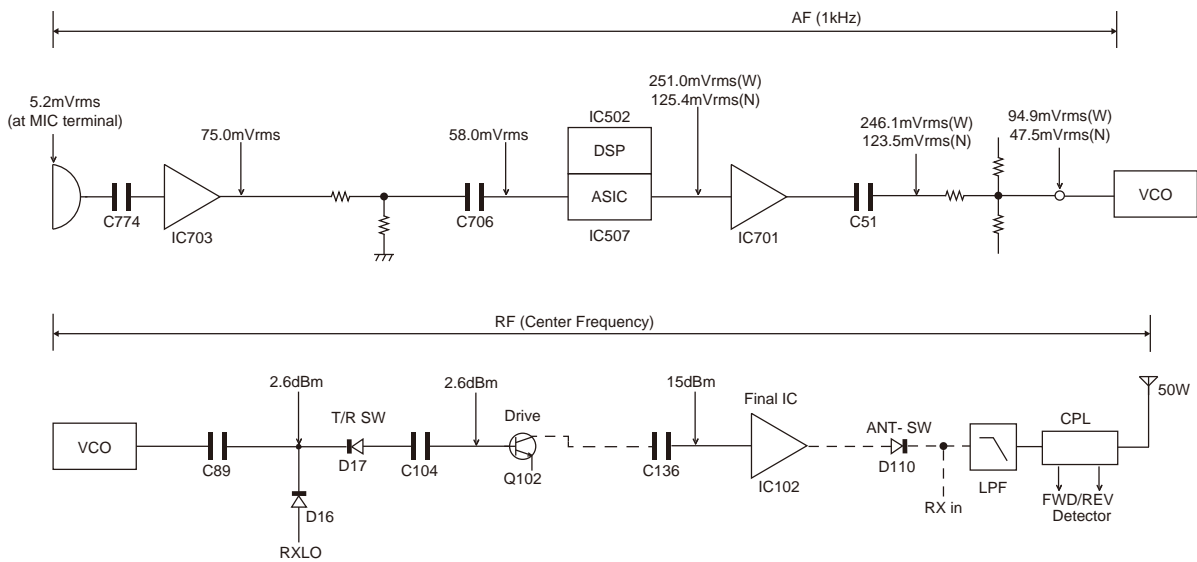 AF (1kHz)
5.2mVrms
(at MIC terminal)
75.0mVrms
58.0mVrms
IC502
DSP
ASIC
IC507
251.0mVrms(W)
125.4mVrms(N)
246.1mVrms(W)
123.5mVrms(N)
94.9mVrms(W)
47.5mVrms(N)
VCO
C774
IC703
C706
IC701
C51
RF (Center Frequency)
2.6dBm
2.6dBm
15dBm
50W
T/R SW
Drive
Final IC
ANT- SW
CPL
VCO
C89
D17
C104
Q102
C136
IC102
D110
LPF
D16
RX in
FWD/REV
Detector
RXLO